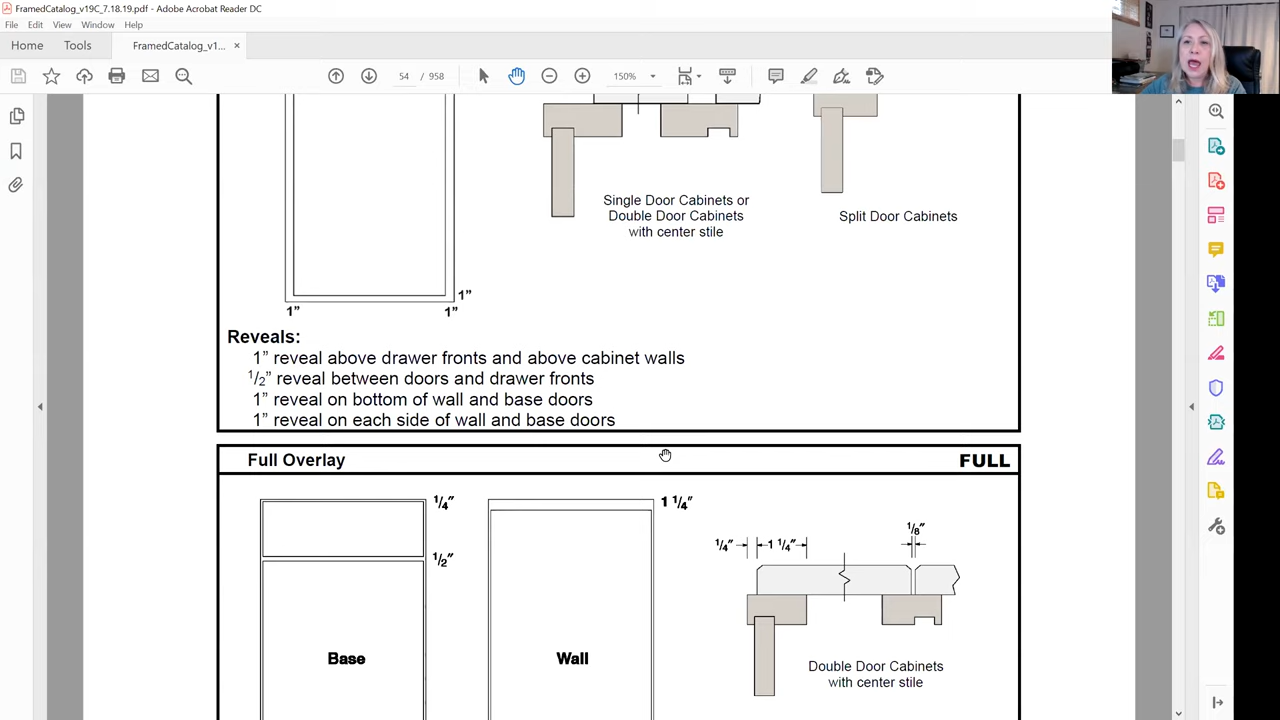 FramedCatalog_v19C_7.18.19.pdf - Adobe Acrobat Reader DC
File Edit View Window Help
Home Tools FramedCatalog_v1... ×
54 / 958 150%
Single Door Cabinets or
Double Door Cabinets
with center stile
Split Door Cabinets
1”
1” 1”
Reveals:
1” reveal above drawer fronts and above cabinet walls
1/2” reveal between doors and drawer fronts
1” reveal on bottom of wall and base doors
1” reveal on each side of wall and base doors
Full Overlay FULL
1/4” 1 1/4”
1/8”
1/4” 1 1/4”
1/2”
Base Wall
Double Door Cabinets
with center stile